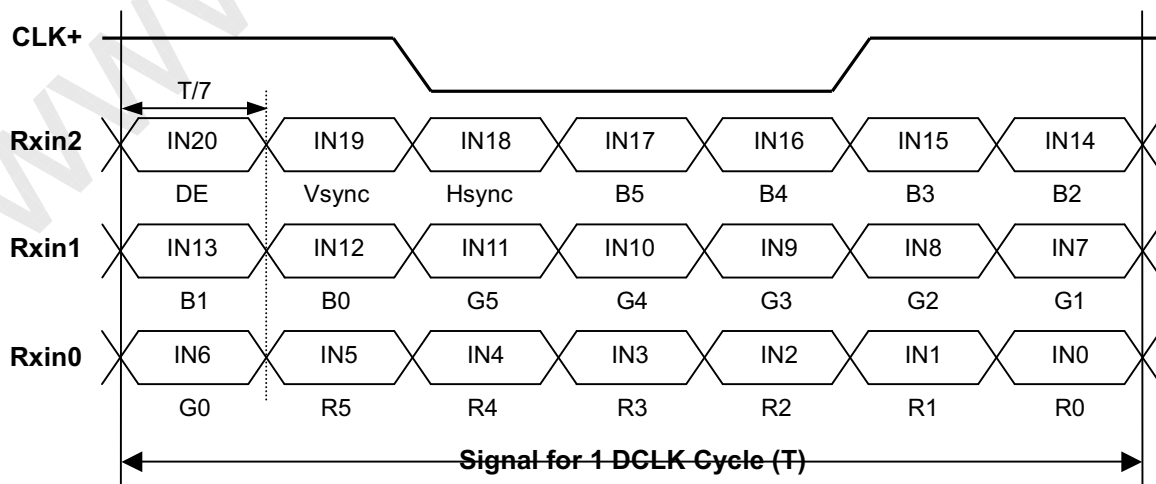 CLK+
T/7
Rxin2 IN20 IN19 IN18 IN17 IN16 IN15 IN14
DE Vsync Hsync B5 B4 B3 B2
Rxin1 IN13 IN12 IN11 IN10 IN9 IN8 IN7
B1 B0 G5 G4 G3 G2 G1
Rxin0 IN6 IN5 IN4 IN3 IN2 IN1 IN0
G0 R5 R4 R3 R2 R1 R0
Signal for 1 DCLK Cycle (T)